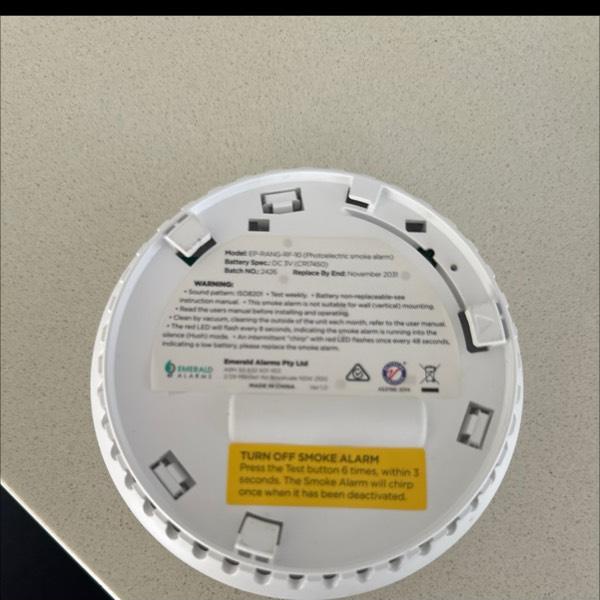 Model: EP-RANG-RF-10 (Photoelectric smoke alarm)
Battery Spec.: DC 3V (CR17450)
Batch NO.: 2426 Replace By End: November 2031
WARNING:
• Sound pattern: ISO8201 • Test weekly. • Battery non-replaceable-see
instruction manual. • This smoke alarm is not suitable for wall (vertical) mounting.
• Read the users manual before installing and operating.
• Clean by vacuum, cleaning the outside of the unit each month, refer to the user manual.
• The red LED will flash every 8 seconds, indicating the smoke alarm is running into the
silence (Hush) mode. • An intermittent "chirp" with red LED flashes once every 48 seconds,
indicating a low battery, please replace the smoke alarm.
EMERALD
ALARMS
Emerald Alarms Pty Ltd
MADE IN CHINA Ver 1.0
TURN OFF SMOKE ALARM
Press the Test button 6 times, within 3
seconds. The Smoke Alarm will chirp
once when it has been deactivated.